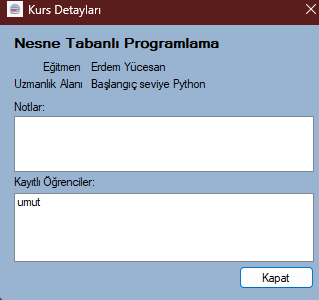 Kurs Detayları
Nesne Tabanlı Programlama
Eğitmen Erdem Yücesan
Uzmanlık Alanı Başlangıç seviye Python
Notlar:
Kayıtlı Öğrenciler:
umut
Kapat